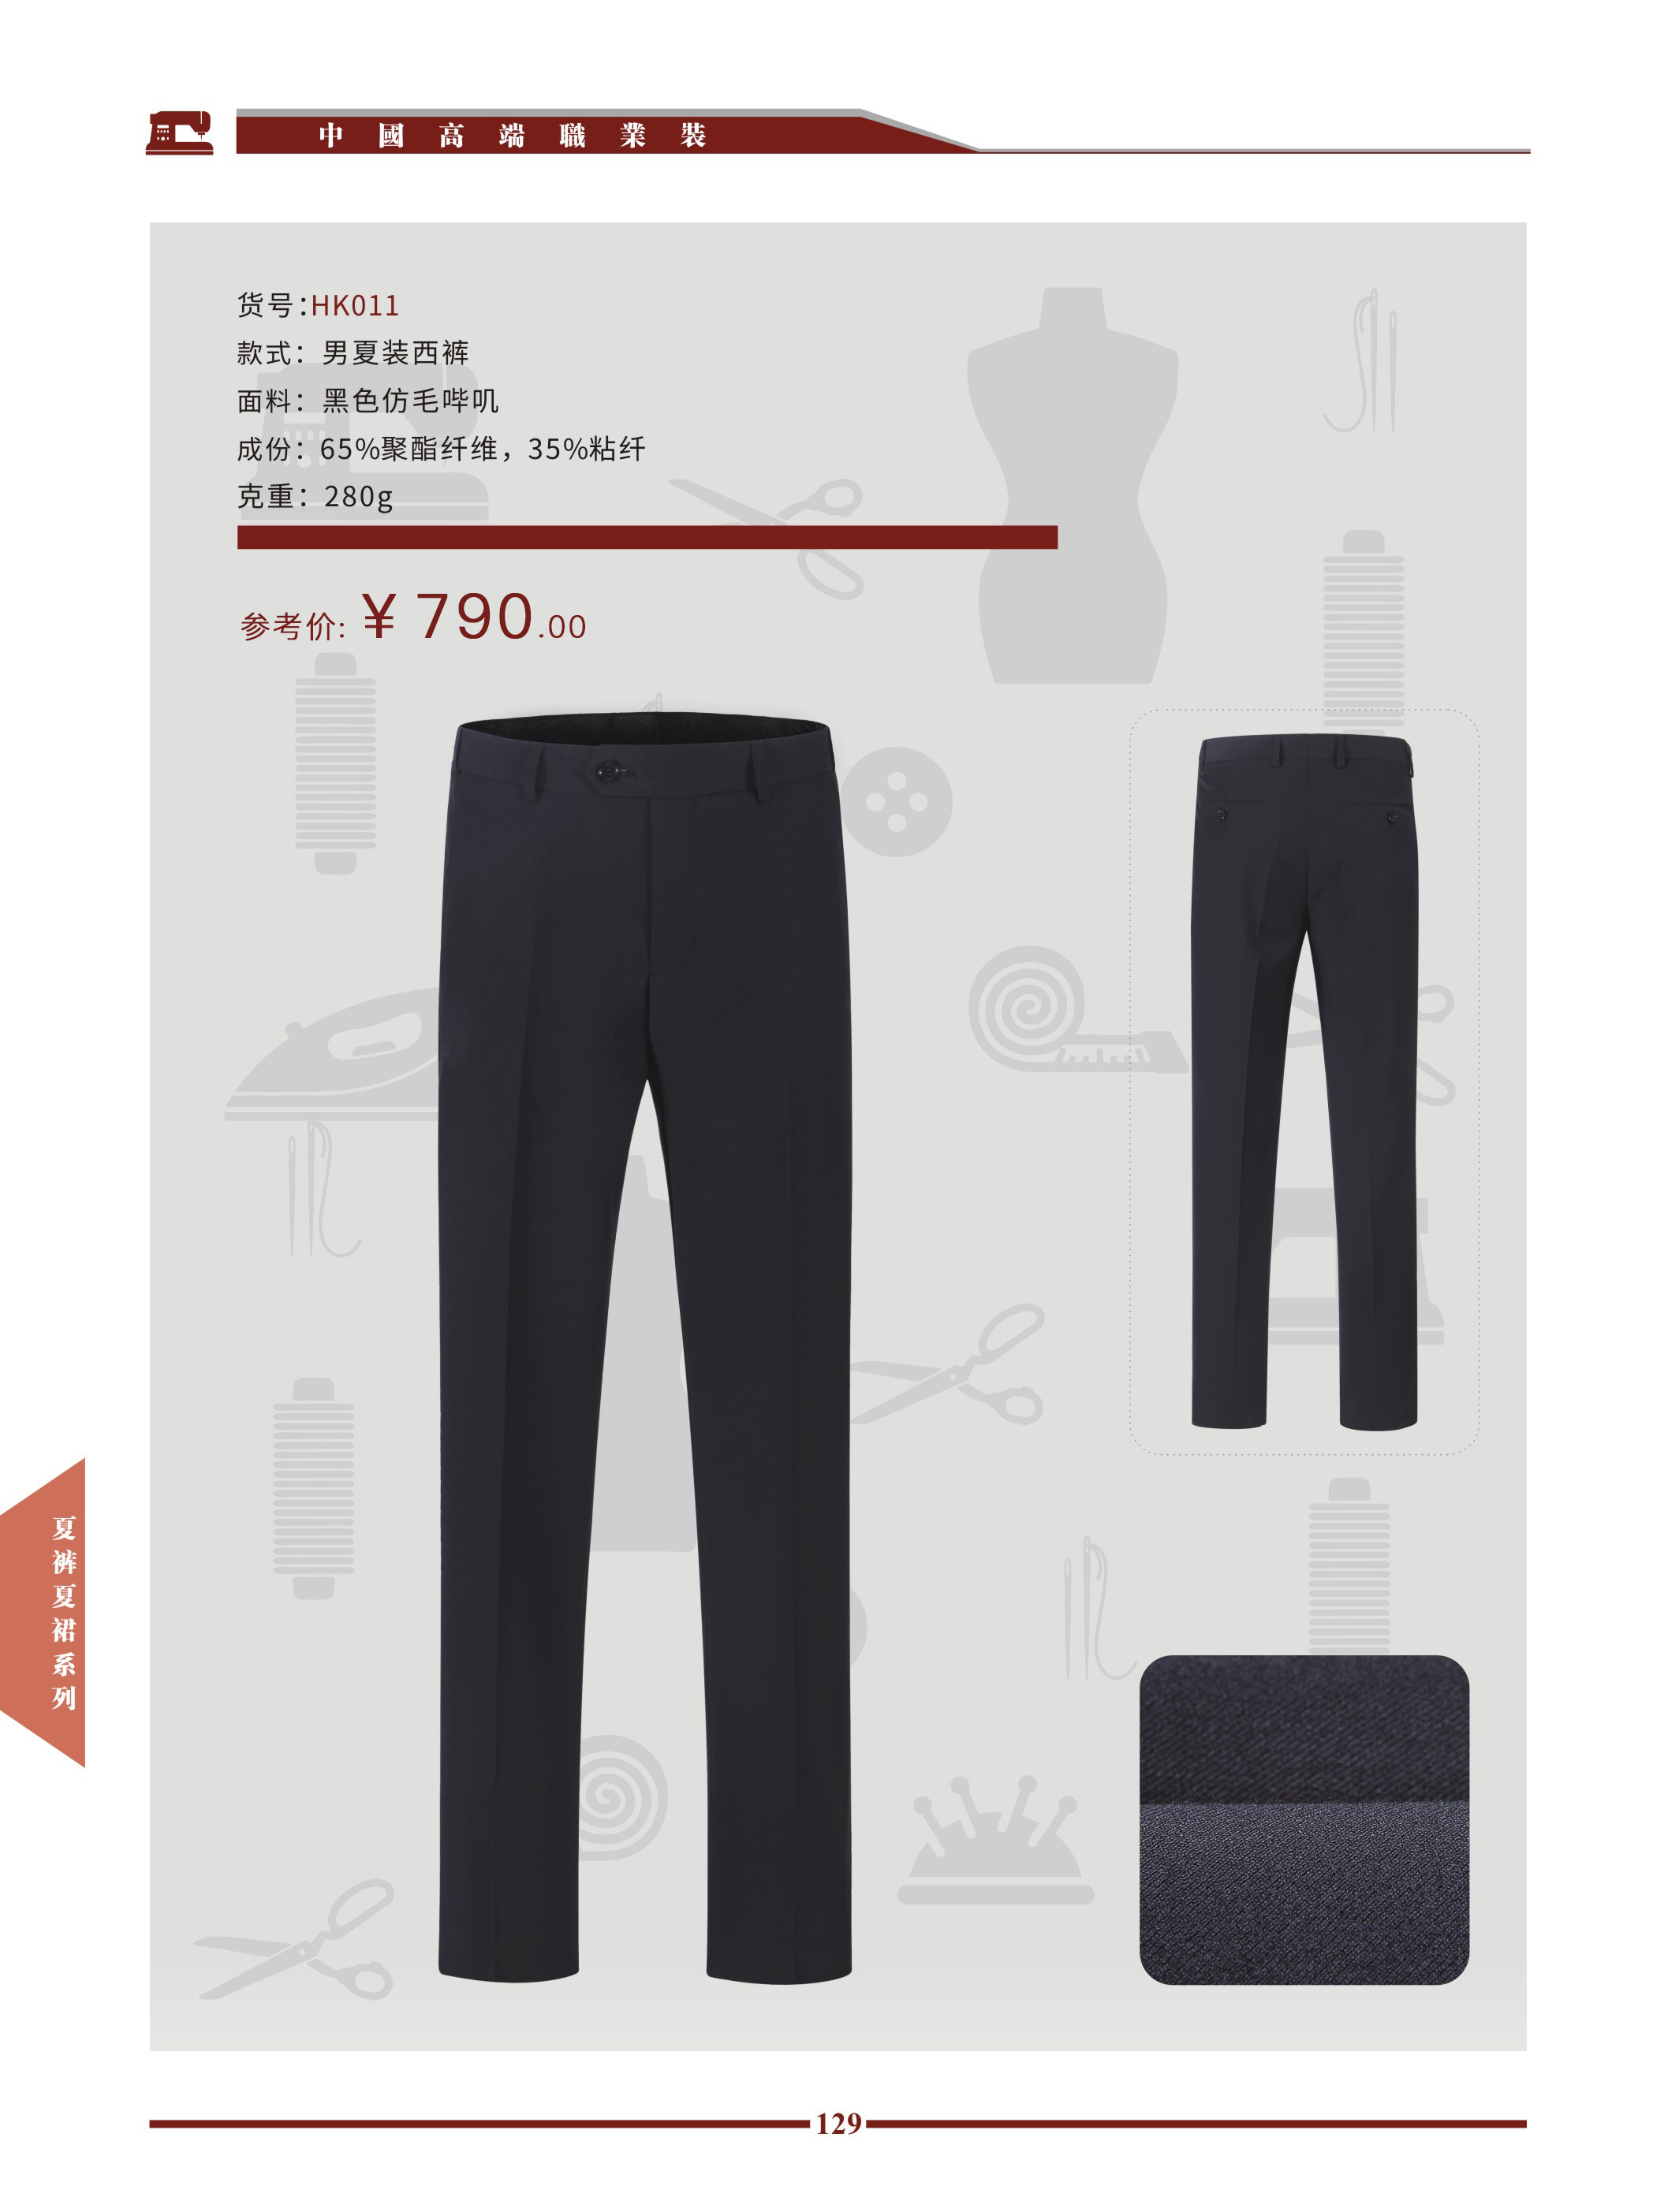 中國高端職業裝
货号:HK011
款式：男夏装西裤
面料：黑色仿毛哔叽
成份：65%聚酯纤维，35%粘纤
克重：280g
参考价:￥790.00
夏裤夏裙系列
129